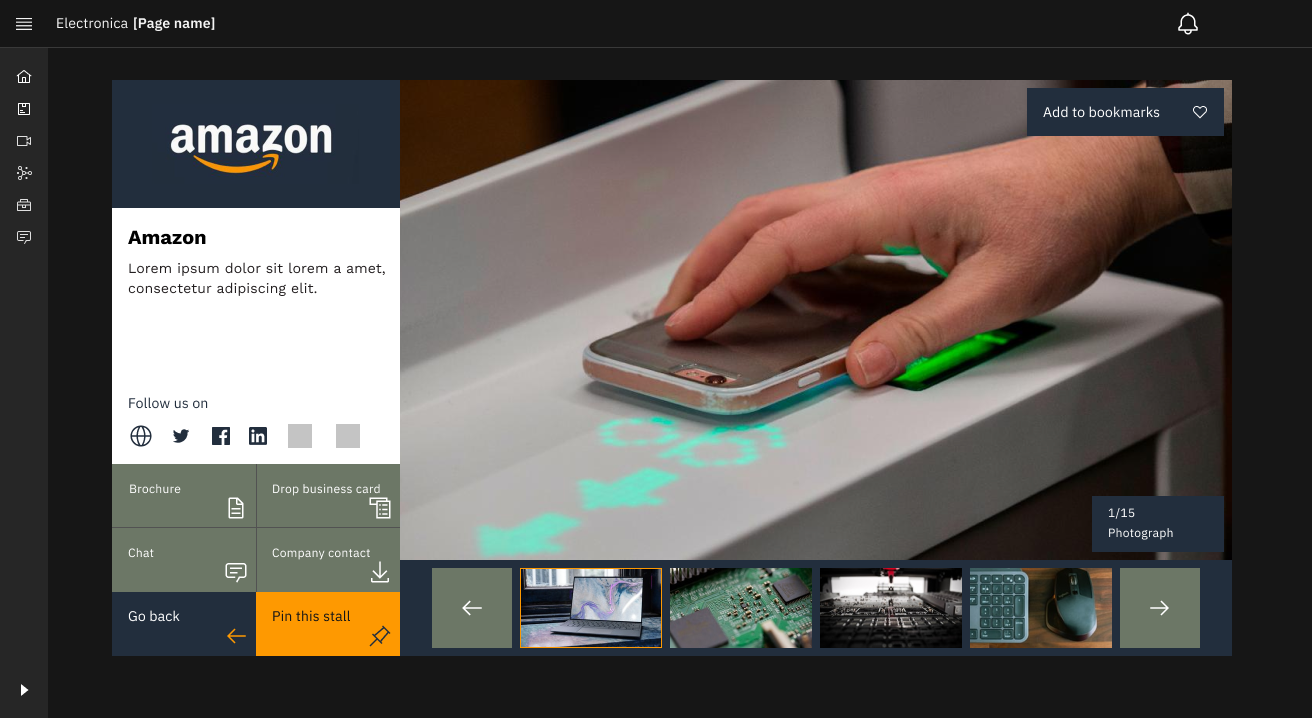 Electronica [Page name]
amazon
Add to bookmarks
Amazon
Lorem ipsum dolor sit lorem a amet,
consectetur adipiscing elit.
Follow us on
Brochure
Drop business card
Chat
Company contact
Go back
Pin this stall
1/15
Photograph